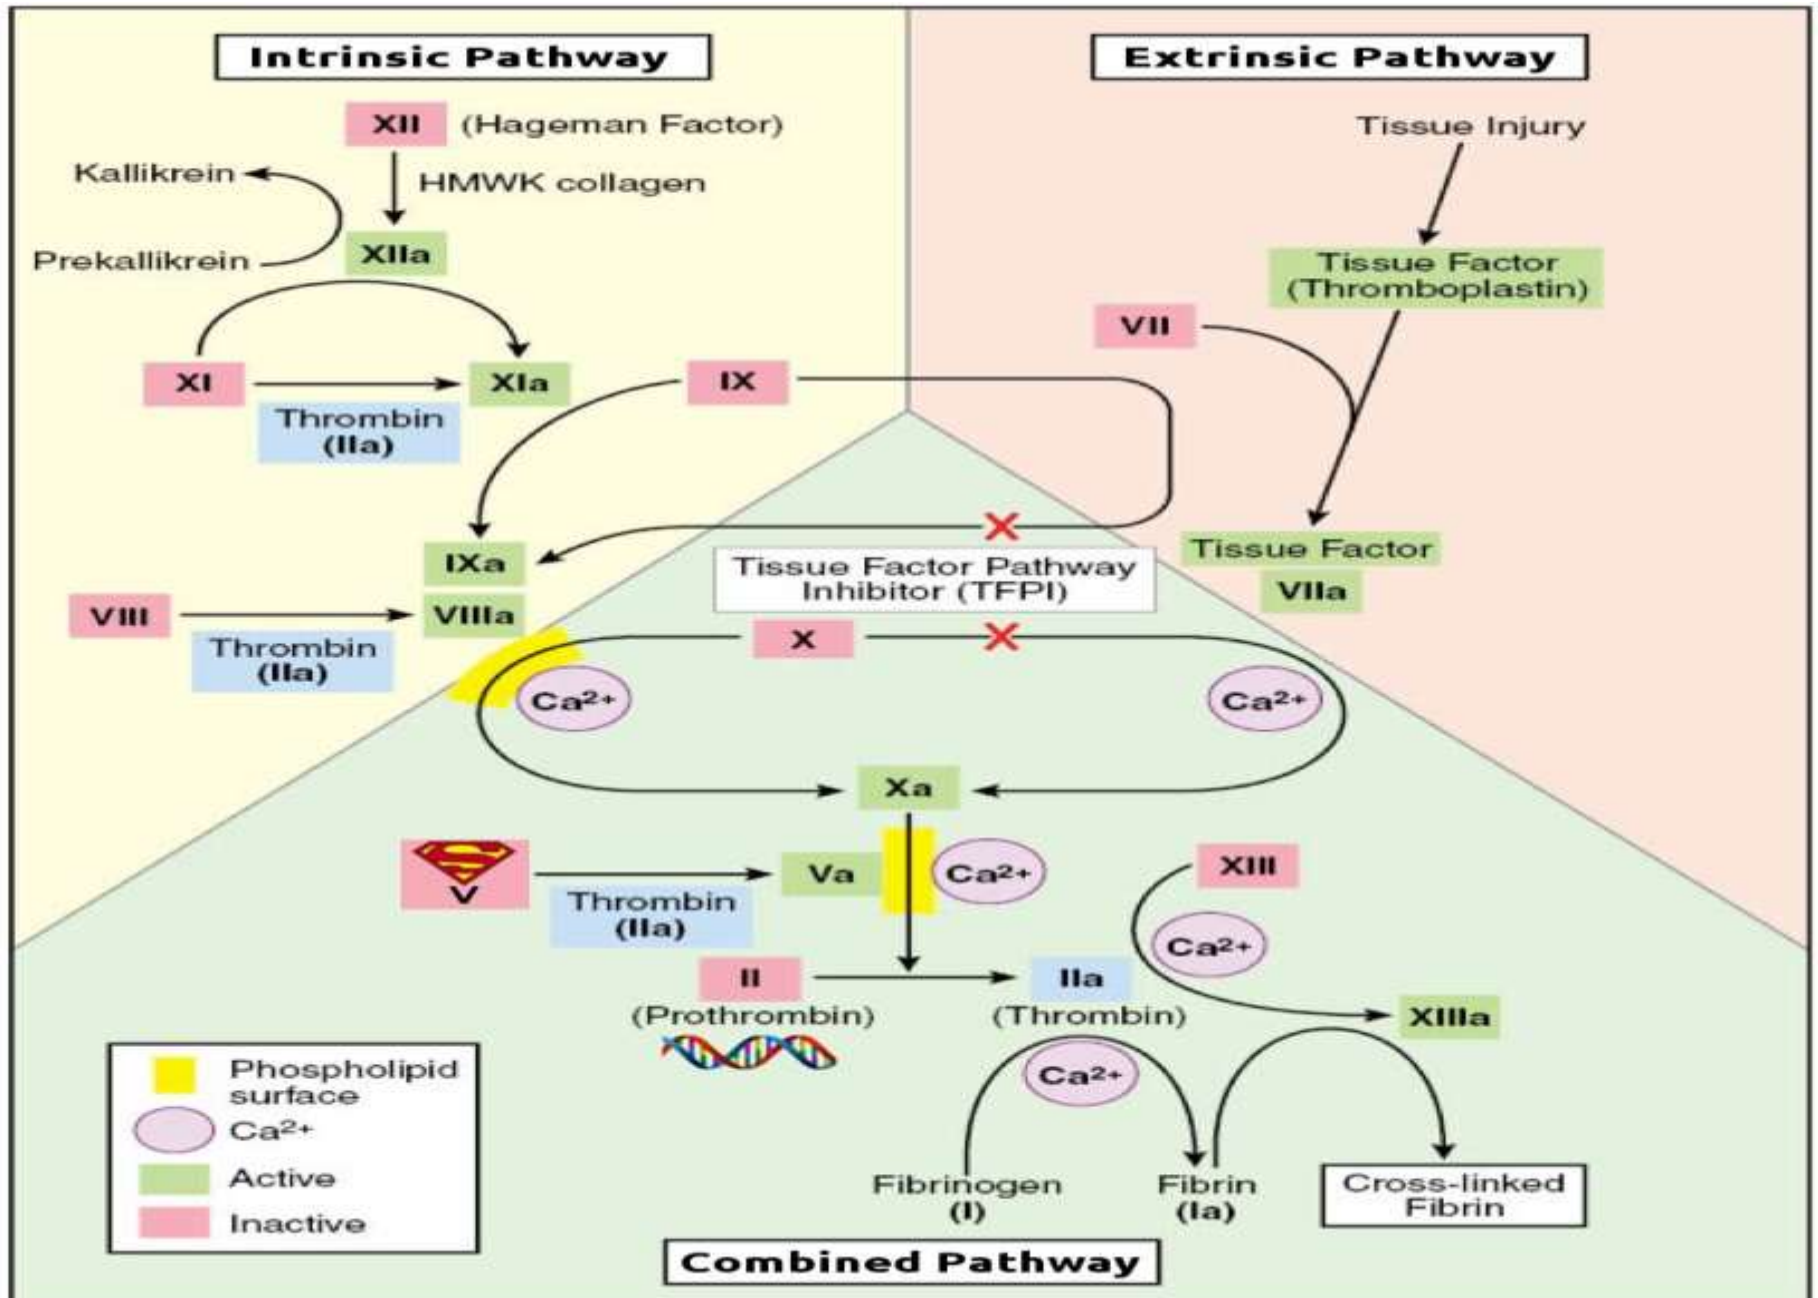 Intrinsic Pathway
XII (Hageman Factor)
Kallikrein
HMWK collagen
Prekallikrein
XIIa
XI
XIa
Thrombin
(IIa)
IX
IXa
VIII
VIIIa
Thrombin
(IIa)
Extrinsic Pathway
Tissue Injury
Tissue Factor
(Thromboplastin)
VII
Tissue Factor
VIIa
Tissue Factor Pathway
Inhibitor (TFPI)
X
Ca2+
Ca2+
Xa
S
V
Thrombin
(IIa)
Va
Ca2+
XIII
Ca2+
II
(Prothrombin)
IIa
(Thrombin)
XIIIa
Ca2+
Fibrinogen
(I)
Fibrin
(Ia)
Cross-linked
Fibrin
Phospholipid
surface
Ca2+
Active
Inactive
Combined Pathway